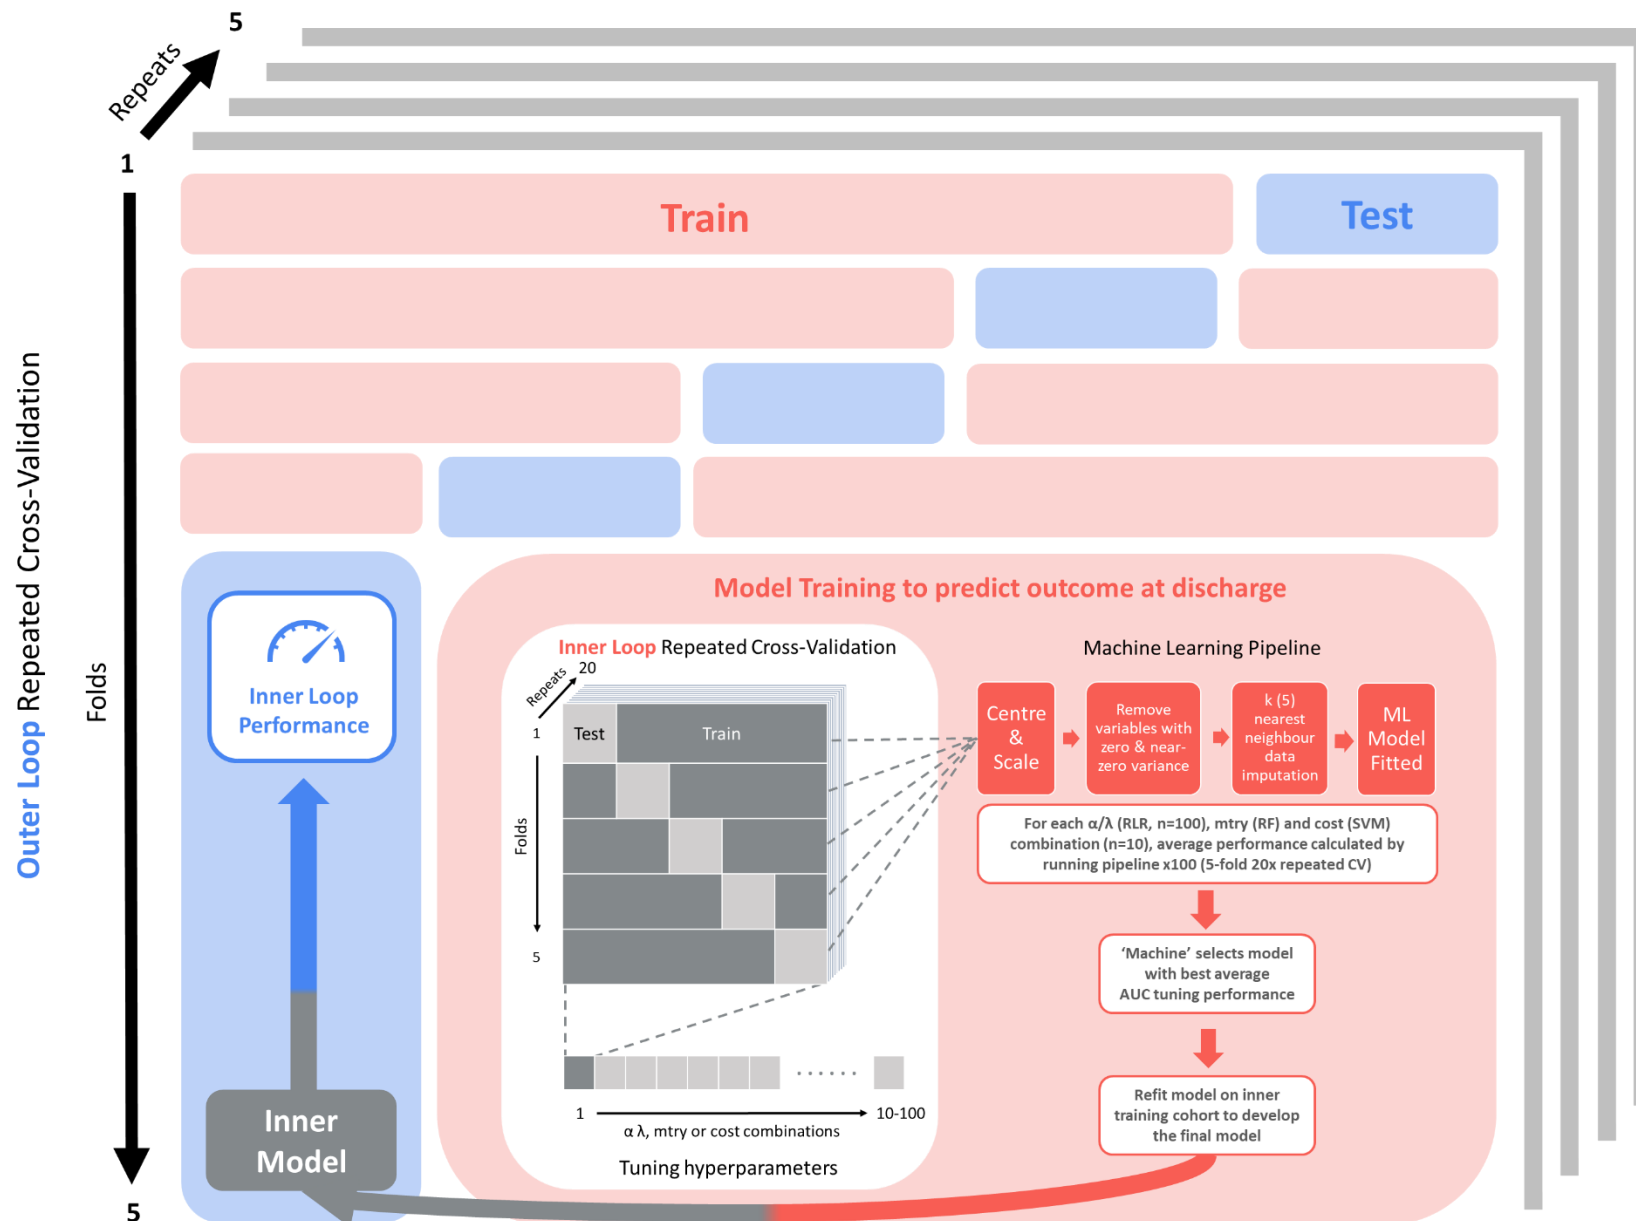 5
Repeats
1
Train
Test
Outer Loop Repeated Cross-Validation
Folds
5
Inner Loop
Performance
Inner
Model
Model Training to predict outcome at discharge
Inner Loop Repeated Cross-Validation
Repeats
20
1
Test
Train
Folds
5
1
10-100
α λ, mtry or cost combinations
Tuning hyperparameters
Machine Learning Pipeline
Centre
&
Scale
Remove
variables with
zero & near-
zero variance
k (5)
nearest
neighbour
data
imputation
ML
Model
Fitted
For each α/λ (RLR, n=100), mtry (RF) and cost (SVM)
combination (n=10), average performance calculated by
running pipeline x100 (5-fold 20x repeated CV)
‘Machine’ selects model
with best average
AUC tuning performance
Refit model on inner
training cohort to develop
the final model